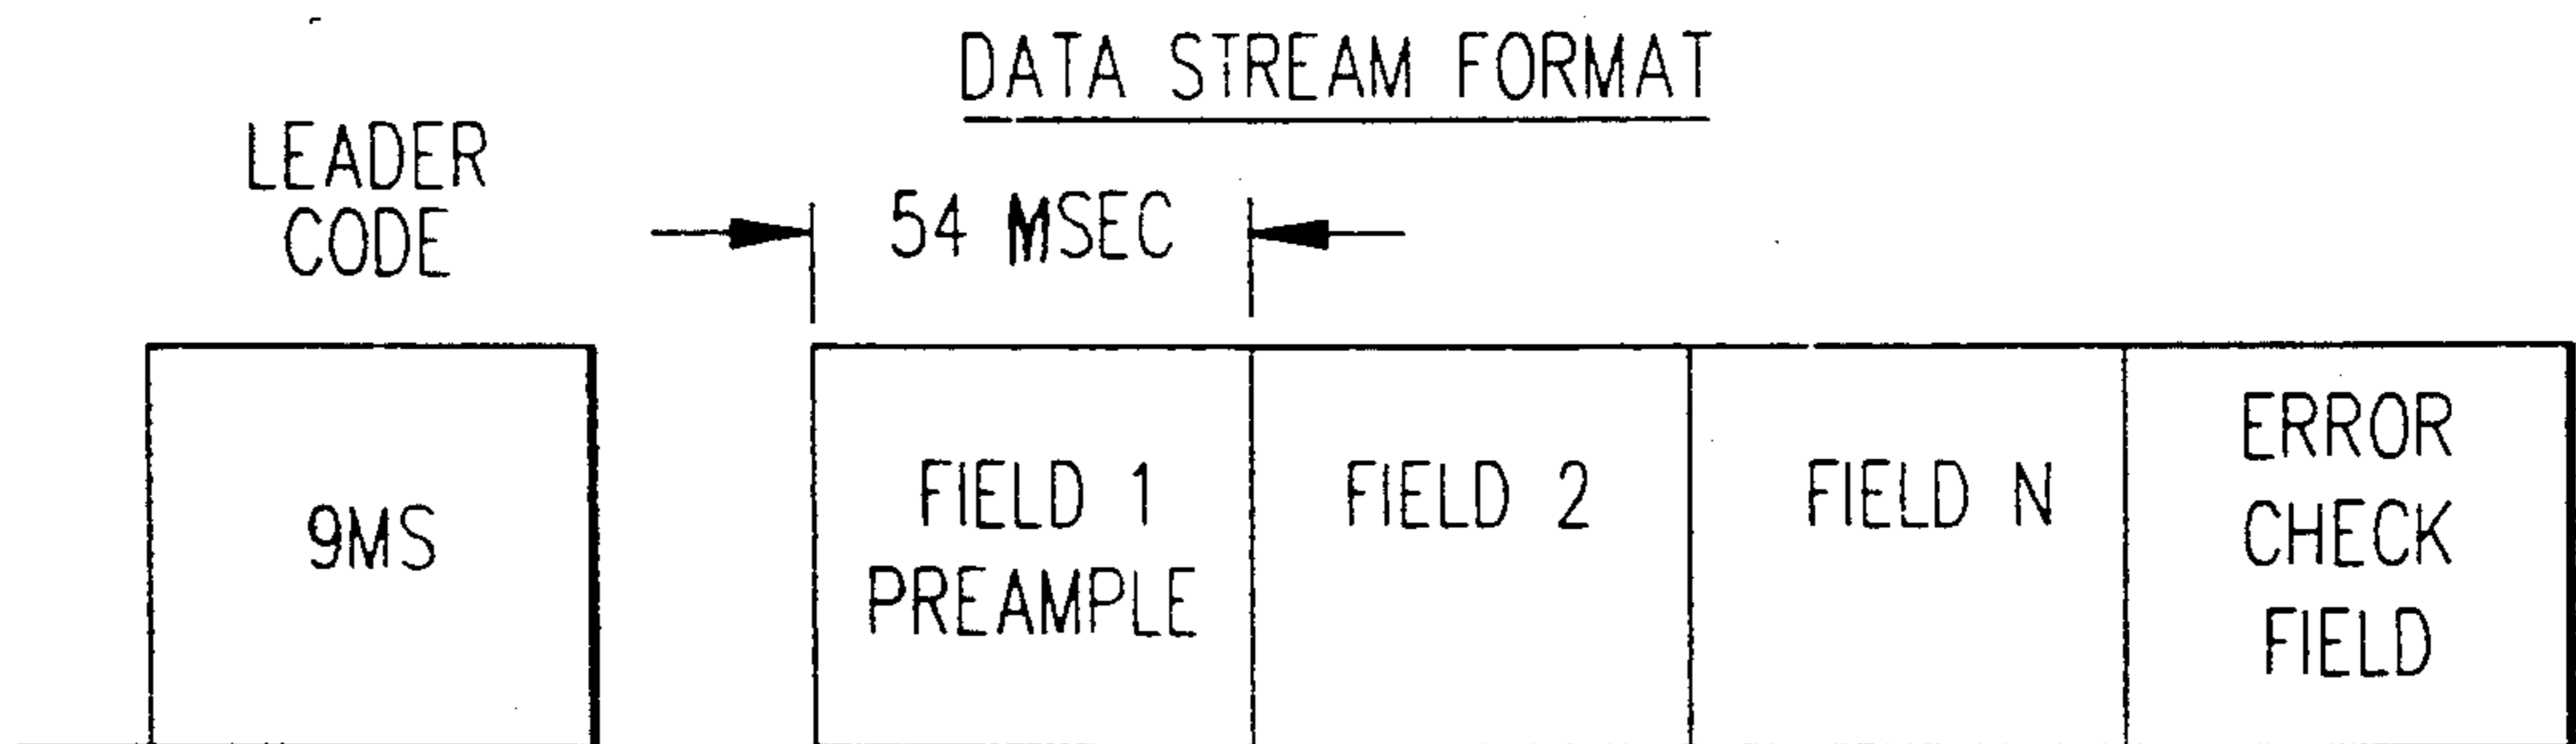 DATA STREAM FORMAT
LEADER
CODE
54 MSEC
9MS
FIELD 1
PREAMPLE
FIELD 2
FIELD N
ERROR
CHECK
FIELD